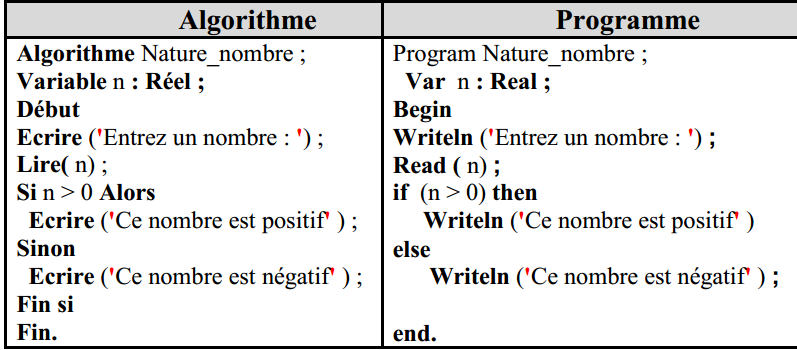 Algorithme
Algorithme Nature_nombre ;
Variable n : Réel ;
Début
Ecrire ('Entrez un nombre : ') ;
Lire( n) ;
Si n > 0 Alors
Ecrire ('Ce nombre est positif' ) ;
Sinon
Ecrire ('Ce nombre est négatif' ) ;
Fin si
Fin.
Programme
Program Nature_nombre ;
Var n : Real ;
Begin
Writeln ('Entrez un nombre : ') ;
Read ( n) ;
if (n > 0) then
Writeln ('Ce nombre est positif' )
else
Writeln ('Ce nombre est négatif' ) ;
end.